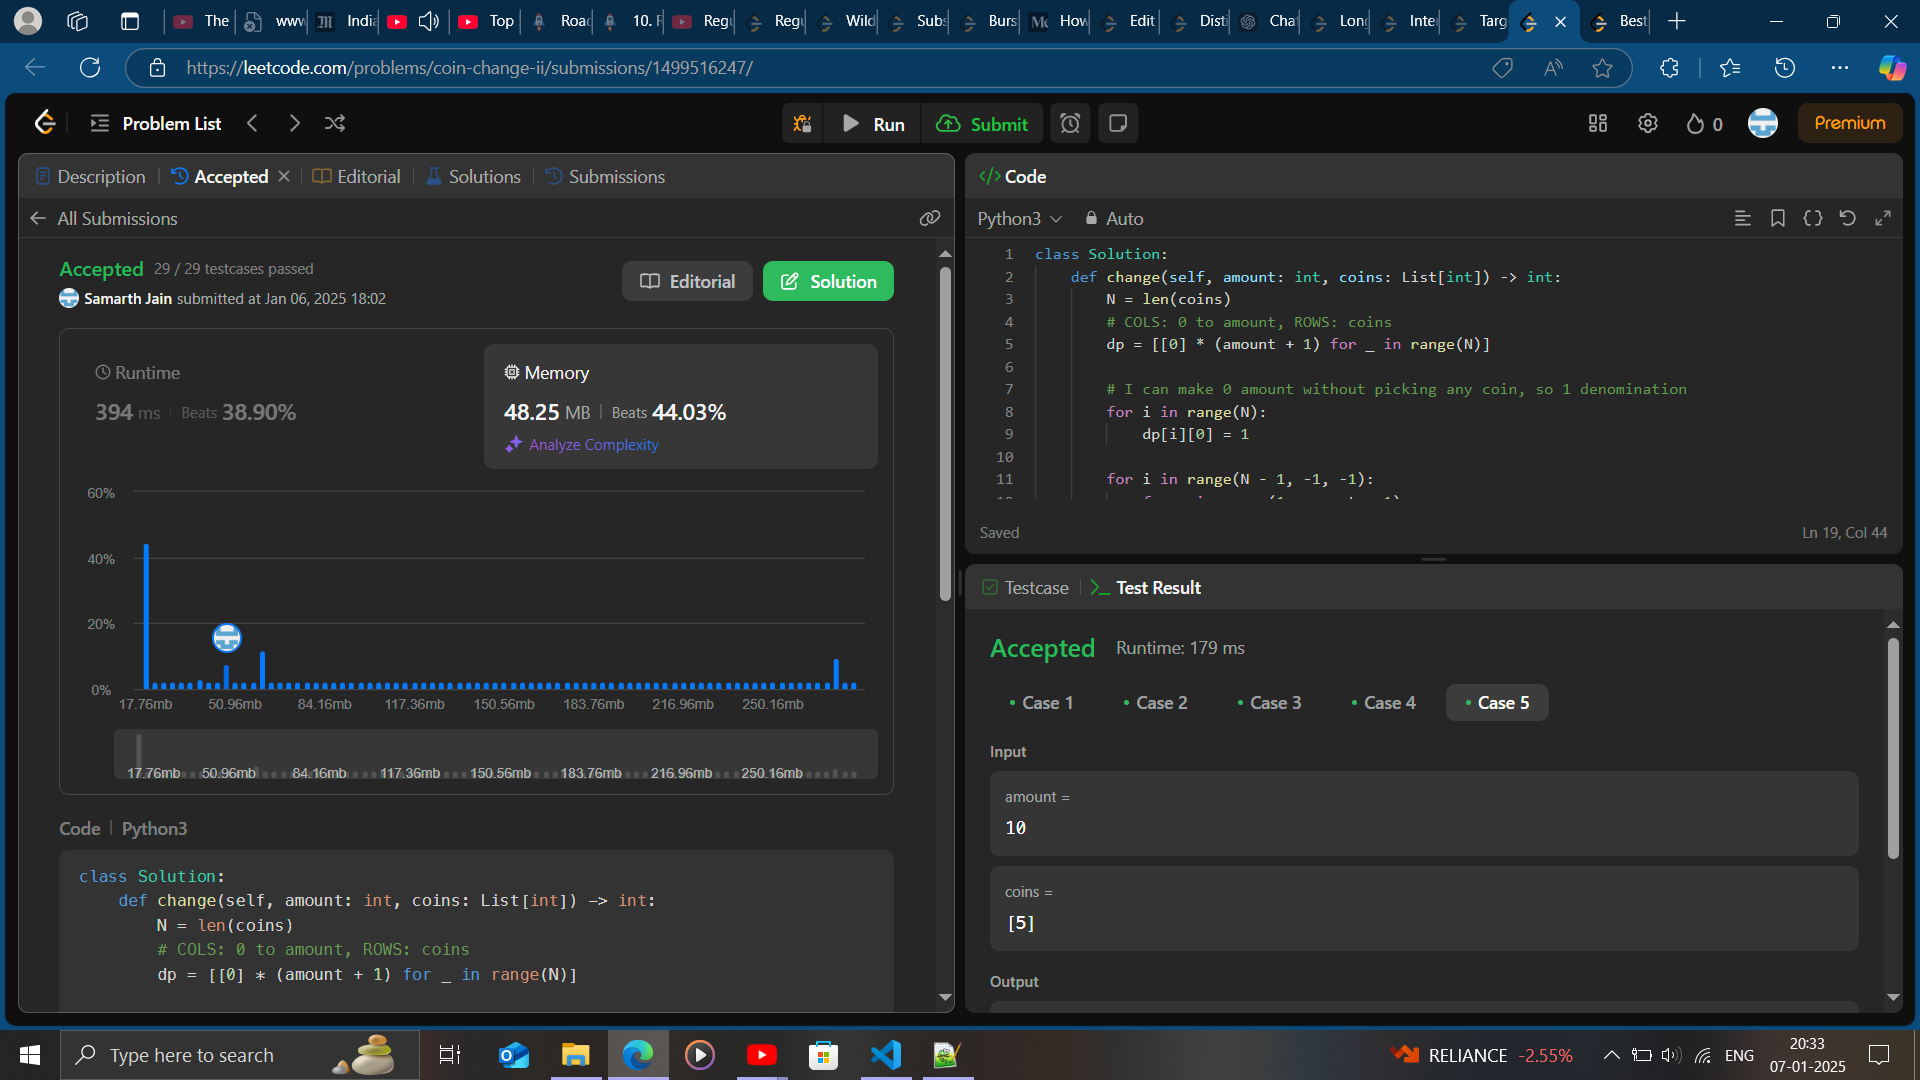 The
www
India
Top
Roa
10. F
Regu
Regu
Wild
Subs
Burs
How
Edit
Disti
Chat
Long
Inter
Targ
Best
https://leetcode.com/problems/coin-change-ii/submissions/1499516247/
Problem List
Run
Submit
0
Premium
Description
Accepted
Editorial
Solutions
Submissions
All Submissions
Accepted 29 / 29 testcases passed
Samarth Jain submitted at Jan 06, 2025 18:02
Editorial
Solution
Runtime
394 ms | Beats 38.90%
Memory
48.25 MB | Beats 44.03%
Analyze Complexity
60%
40%
20%
0%
17.76mb 50.96mb 84.16mb 117.36mb 150.56mb 183.76mb 216.96mb 250.16mb
17.76mb 50.96mb 84.16mb 117.36mb 150.56mb 183.76mb 216.96mb 250.16mb
Code | Python3
class Solution:
def change(self, amount: int, coins: List[int]) -> int:
N = len(coins)
# COLS: 0 to amount, ROWS: coins
dp = [[0] * (amount + 1) for _ in range(N)]
</> Code
Python3
Auto
1 class Solution:
2 def change(self, amount: int, coins: List[int]) -> int:
3 N = len(coins)
4 # COLS: 0 to amount, ROWS: coins
5 dp = [[0] * (amount + 1) for _ in range(N)]
6
7 # I can make 0 amount without picking any coin, so 1 denomination
8 for i in range(N):
9 dp[i][0] = 1
10
11 for i in range(N - 1, -1, -1):
Saved
Ln 19, Col 44
Testcase
Test Result
Accepted Runtime: 179 ms
Case 1
Case 2
Case 3
Case 4
Case 5
Input
amount =
10
coins =
[5]
Output
Type here to search
RELIANCE -2.55%
ENG
20:33
07-01-2025